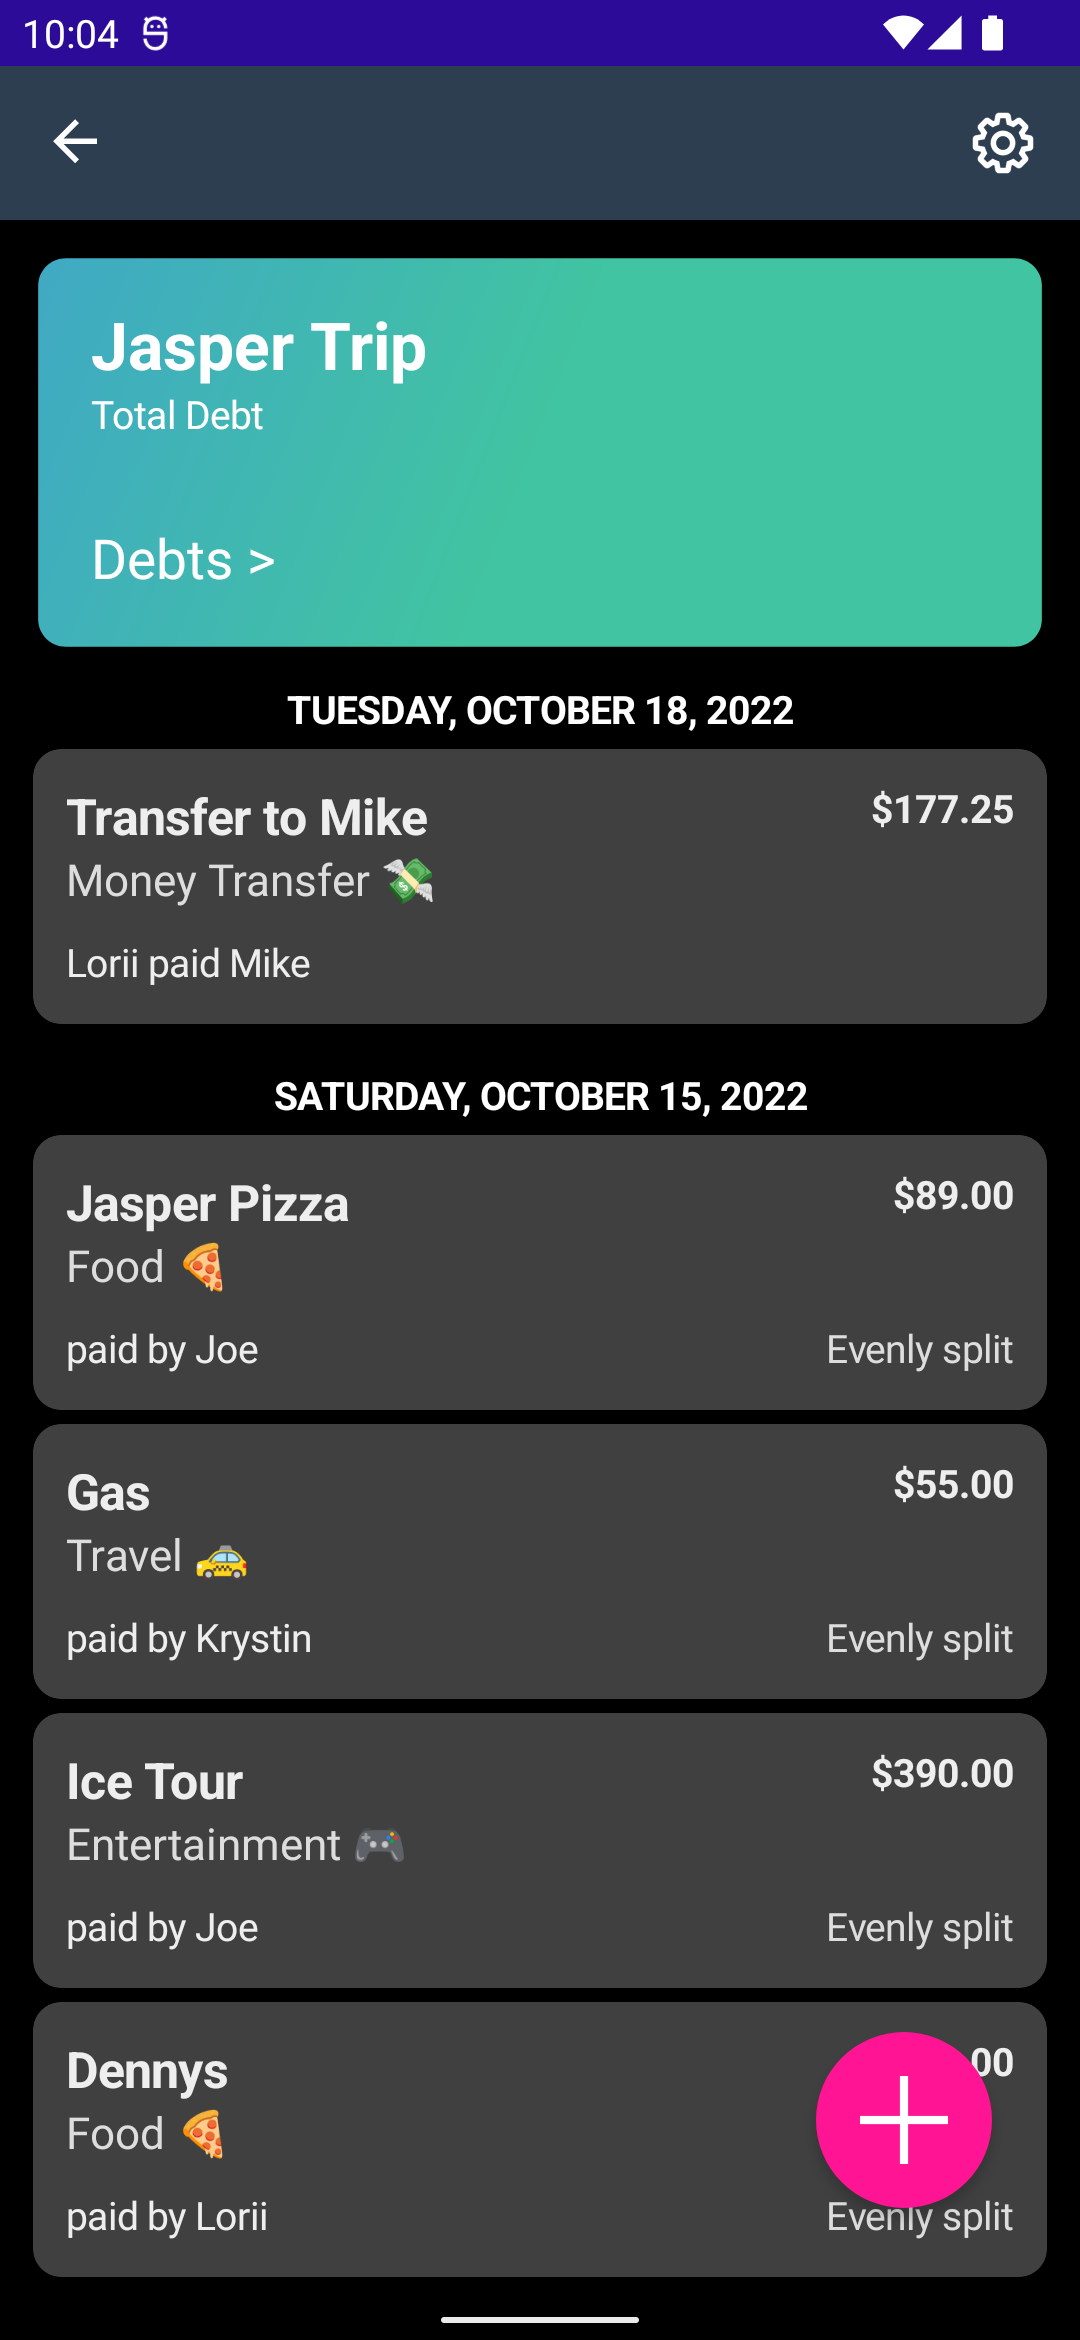 10:04
Jasper Trip
Total Debt
Debts >
TUESDAY, OCTOBER 18, 2022
Transfer to Mike
$177.25
Money Transfer 💸
Lorii paid Mike
SATURDAY, OCTOBER 15, 2022
Jasper Pizza
$89.00
Food 🍕
paid by Joe
Evenly split
Gas
$55.00
Travel 🚕
paid by Krystin
Evenly split
Ice Tour
$390.00
Entertainment 🎮
paid by Joe
Evenly split
Dennys
00
Food 🍕
paid by Lorii
Evenly split